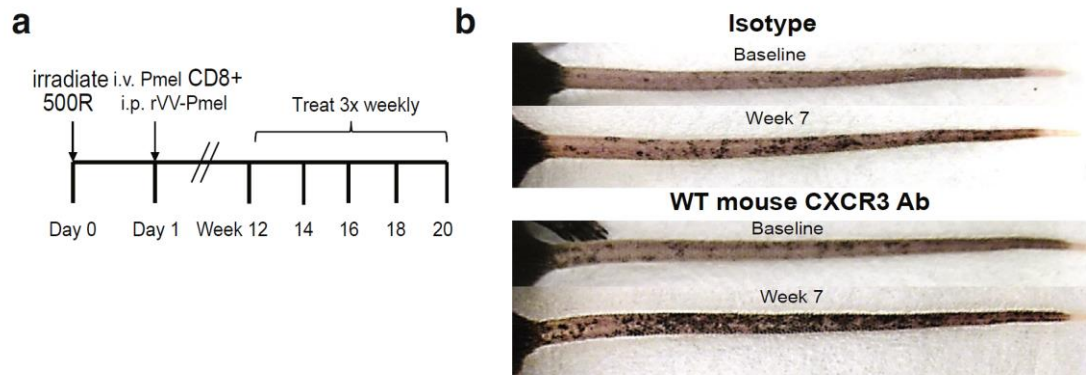 a
irradiate i.v. Pmel CD8+
500R i.p. rVV-Pmel
Treat 3x weekly
Day 0 Day 1 Week 12 14 16 18 20
b
Isotype
Baseline
Week 7
WT mouse CXCR3 Ab
Baseline
Week 7